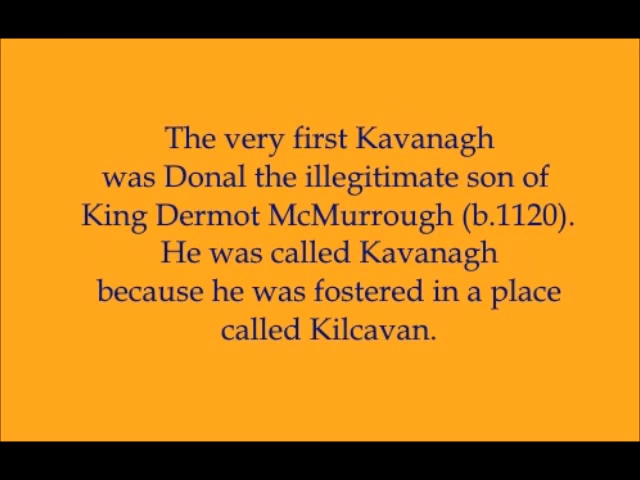 The very first Kavanagh
was Donal the illegitimate son of
King Dermot McMurrough (b.1120).
He was called Kavanagh
because he was fostered in a place
called Kilcavan.